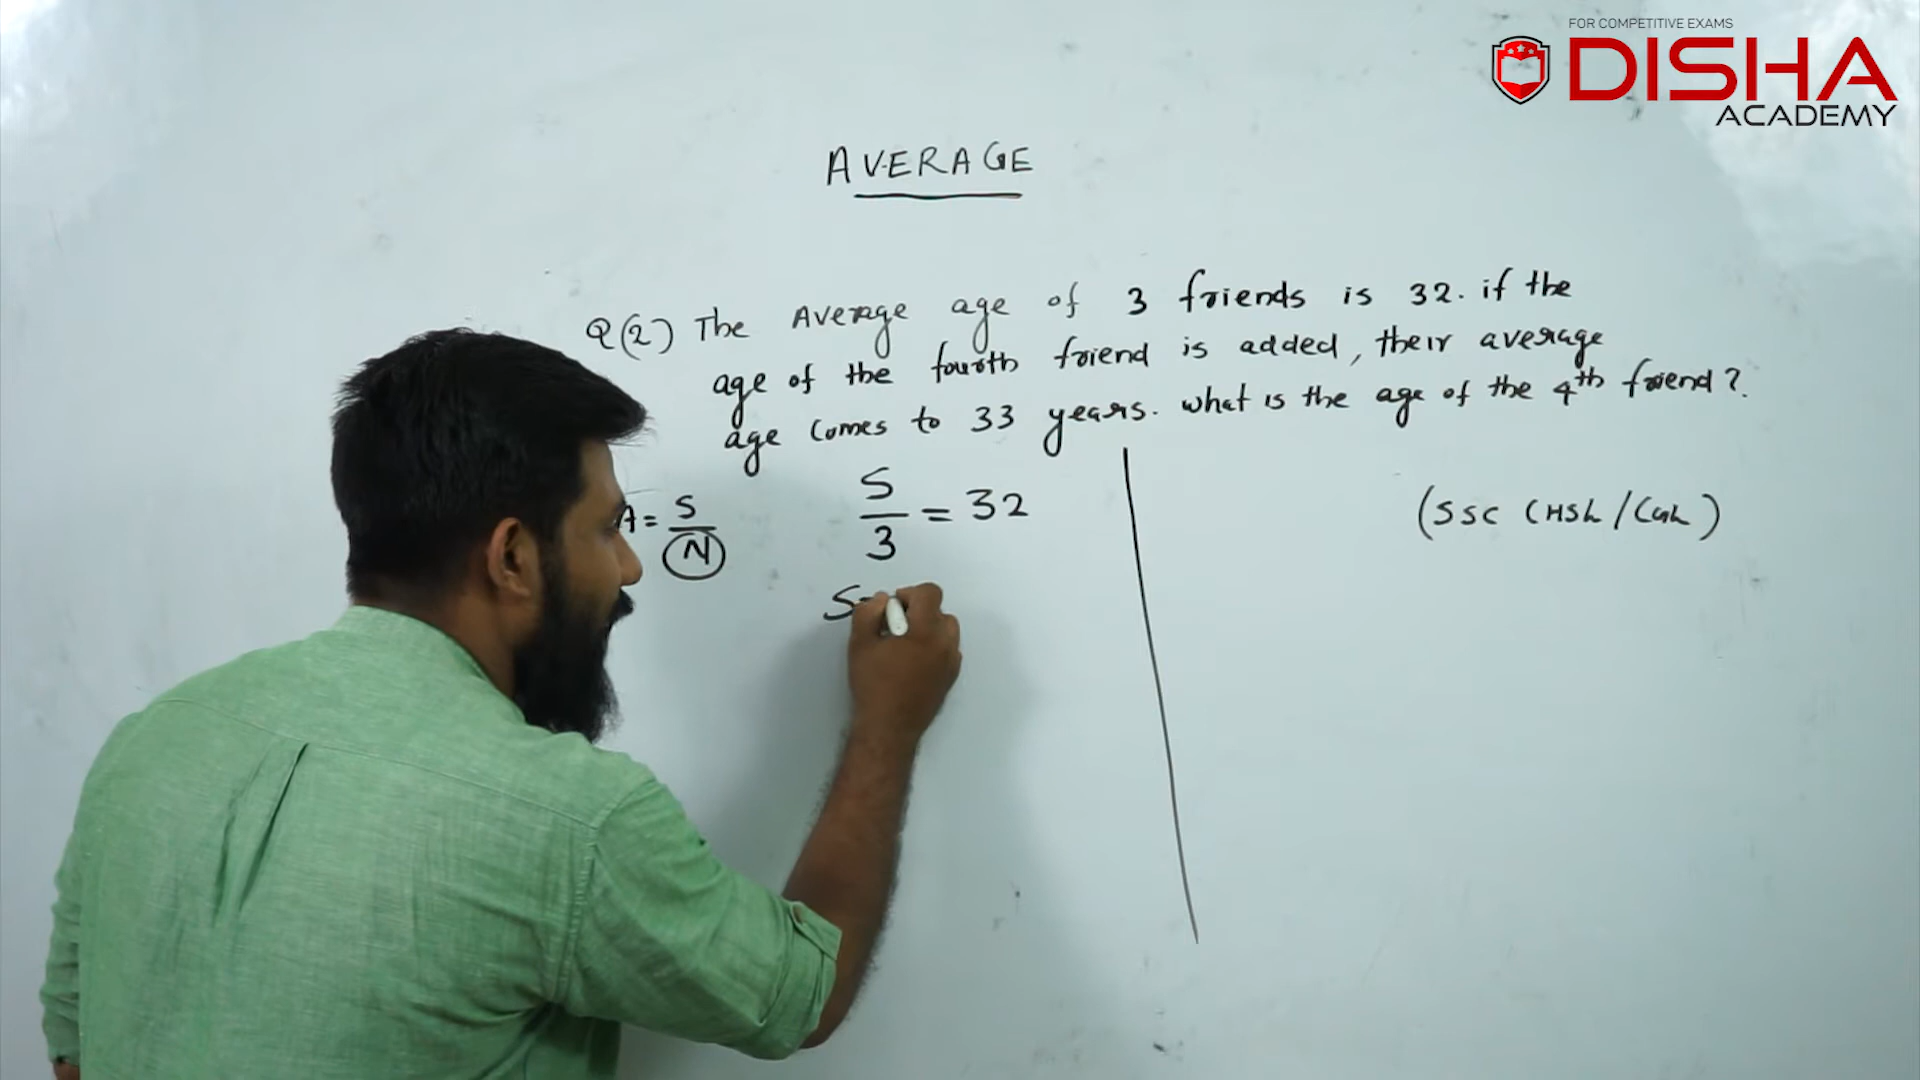 FOR COMPETITIVE EXAMS
DISHA
ACADEMY
AVERAGE
Q(2) The Average age of 3 friends is 32. if the
age of the fourth friend is added, their average
age comes to 33 years. what is the age of the 4th friend?.
A = S/N
S/3 = 32
S=
(SSC CHSL/CGL)